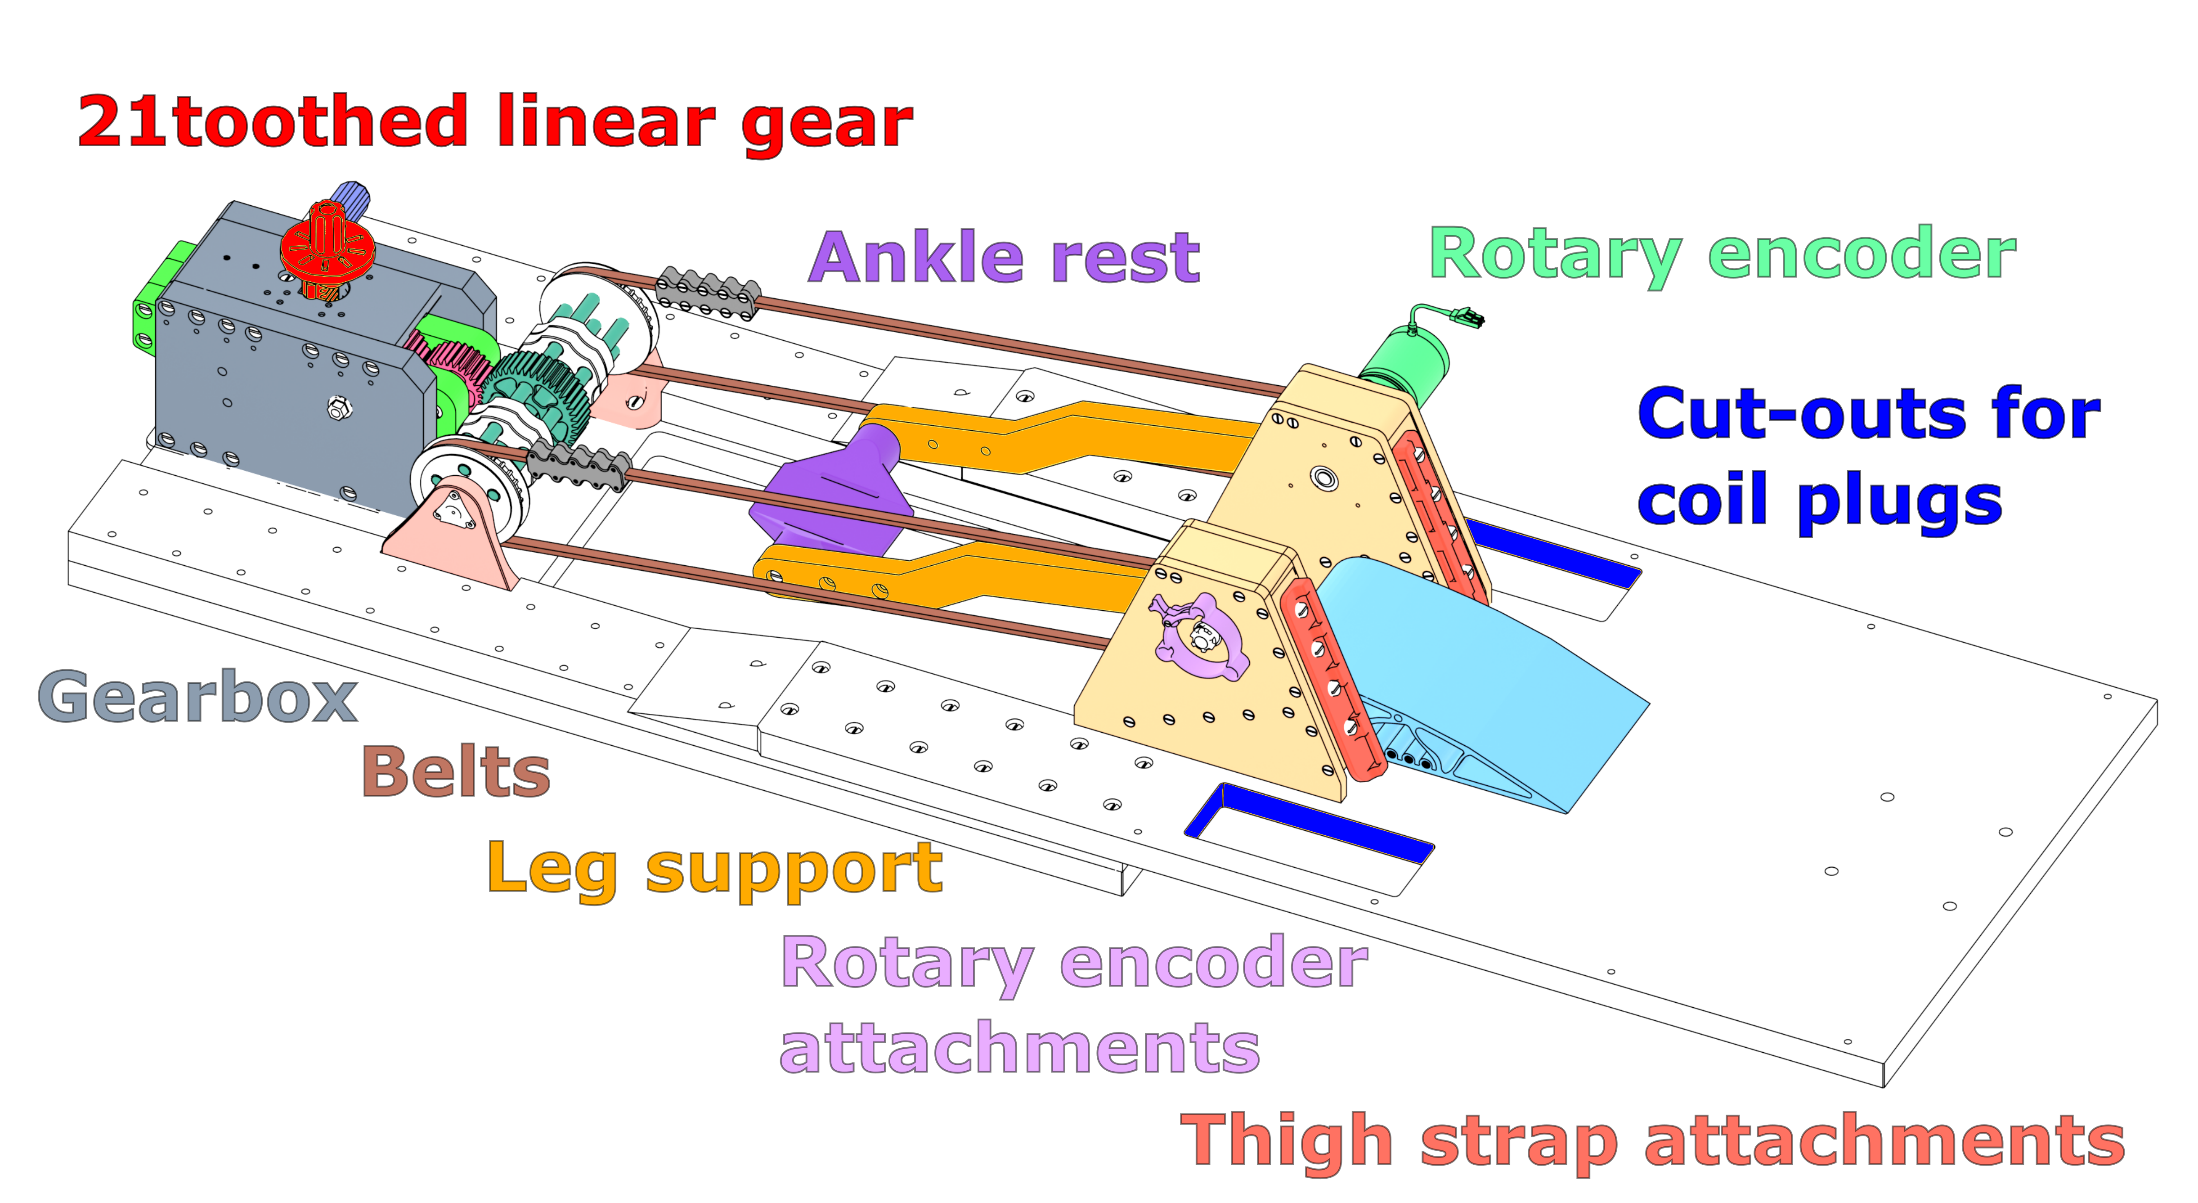 21toothed linear gear
Ankle rest
Rotary encoder
Cut-outs for
coil plugs
Gearbox
Belts
Leg support
Rotary encoder
attachments
Thigh strap attachments